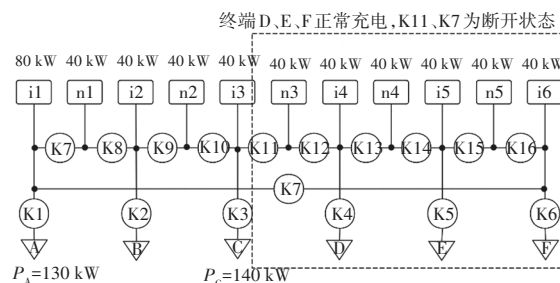 终端D、E、F正常充电,K11、K7为断开状态
80 kW 40 kW 40 kW 40 kW 40 kW 40 kW 40 kW 40 kW 40 kW 40 kW 40 kW
i1 n1 i2 n2 i3 n3 i4 n4 i5 n5 i6
K7 K8 K9 K10 K11 K12 K13 K14 K15 K16
K7
K1 K2 K3 K4 K5 K6
A B C D E F
P_A=130 kW P_C=140 kW